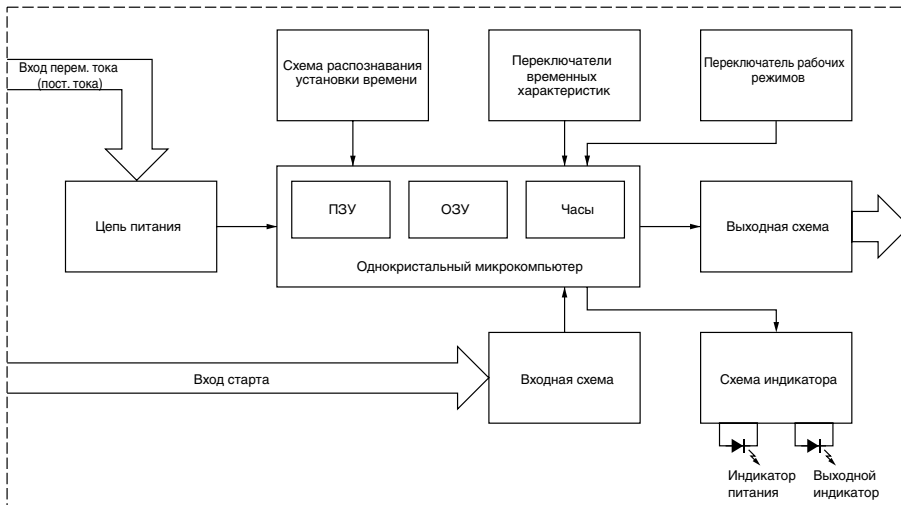 Вход перем. тока
(пост. тока)
Схема распознавания
установки времени
Переключатели
временных
характеристик
Переключатель рабочих
режимов
Цепь питания
ПЗУ
ОЗУ
Часы
Однокристальный микрокомпьютер
Выходная схема
Вход старта
Входная схема
Схема индикатора
Индикатор
питания
Выходной
индикатор